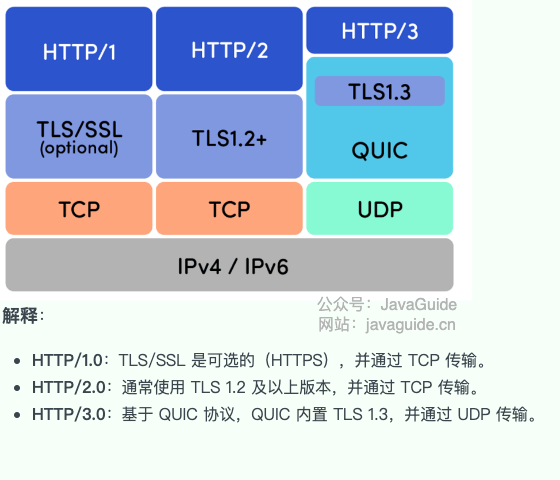 HTTP/1 HTTP/2 HTTP/3
TLS/SSL
(optional)
TLS1.2+
TLS1.3
QUIC
TCP TCP UDP
IPv4 / IPv6
公众号：JavaGuide
网站：javaguide.cn
解释：
• HTTP/1.0：TLS/SSL 是可选的（HTTPS），并通过 TCP 传输。
• HTTP/2.0：通常使用 TLS 1.2 及以上版本，并通过 TCP 传输。
• HTTP/3.0：基于 QUIC 协议，QUIC 内置 TLS 1.3，并通过 UDP 传输。